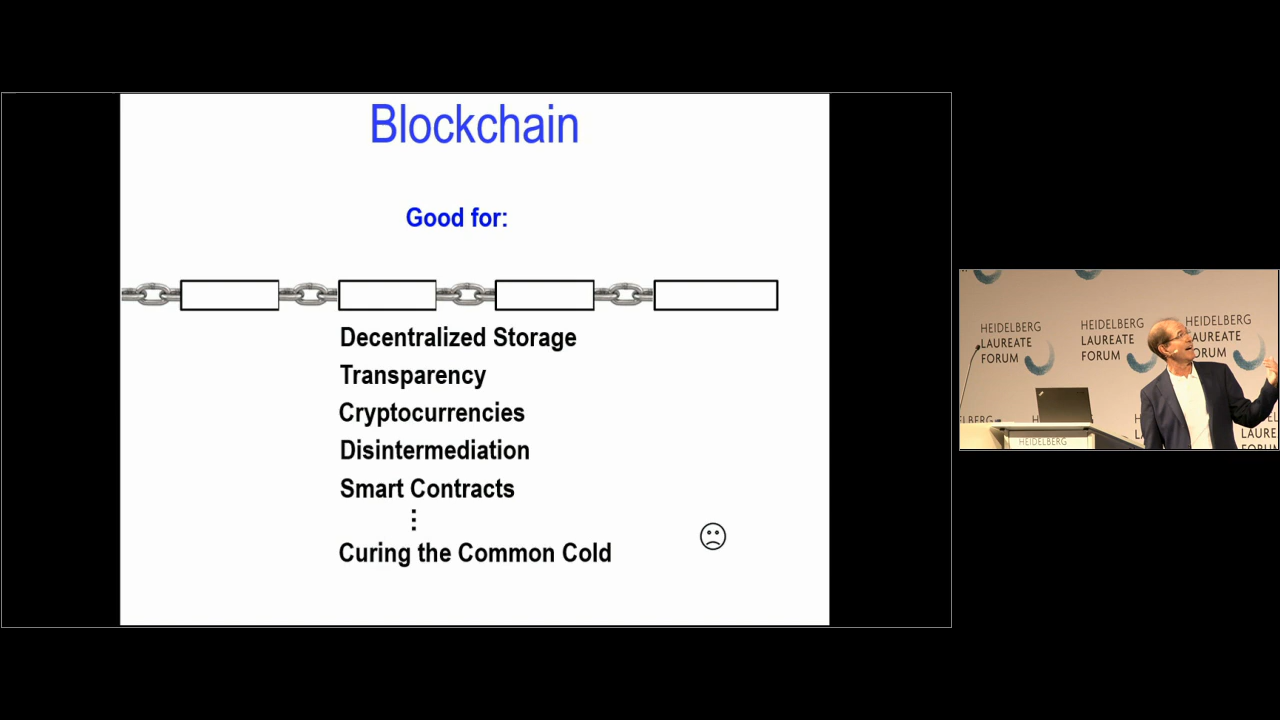 Blockchain
Good for:
Decentralized Storage
Transparency
Cryptocurrencies
Disintermediation
Smart Contracts
⋮
Curing the Common Cold
HEIDELBERG
LAUREATE
FORUM
HEIDELBERG
LAUREATE
FORUM
HEIDELBERG
LAUREATE
FORUM
HEIDELBERG